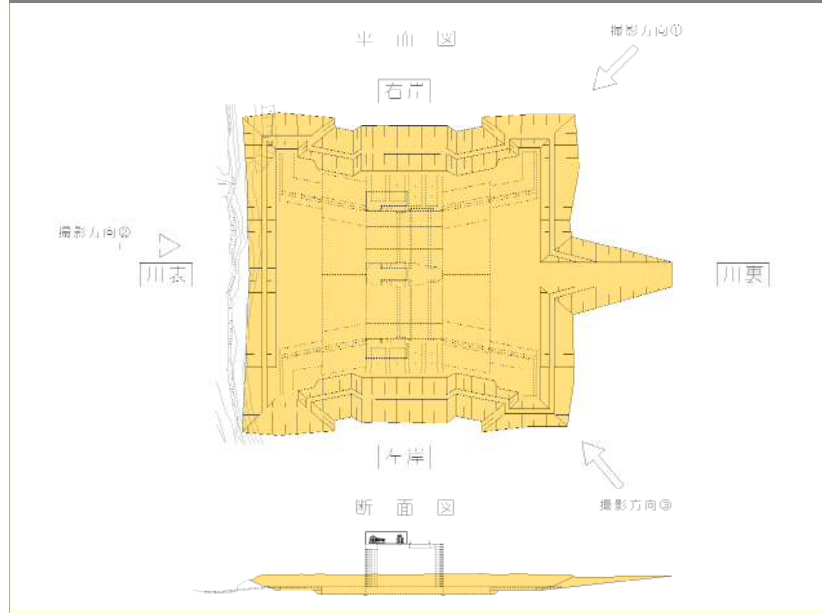 平面図
撮影方向①
右岸
撮影方向②
川表
川裏
左岸
断面図
撮影方向③